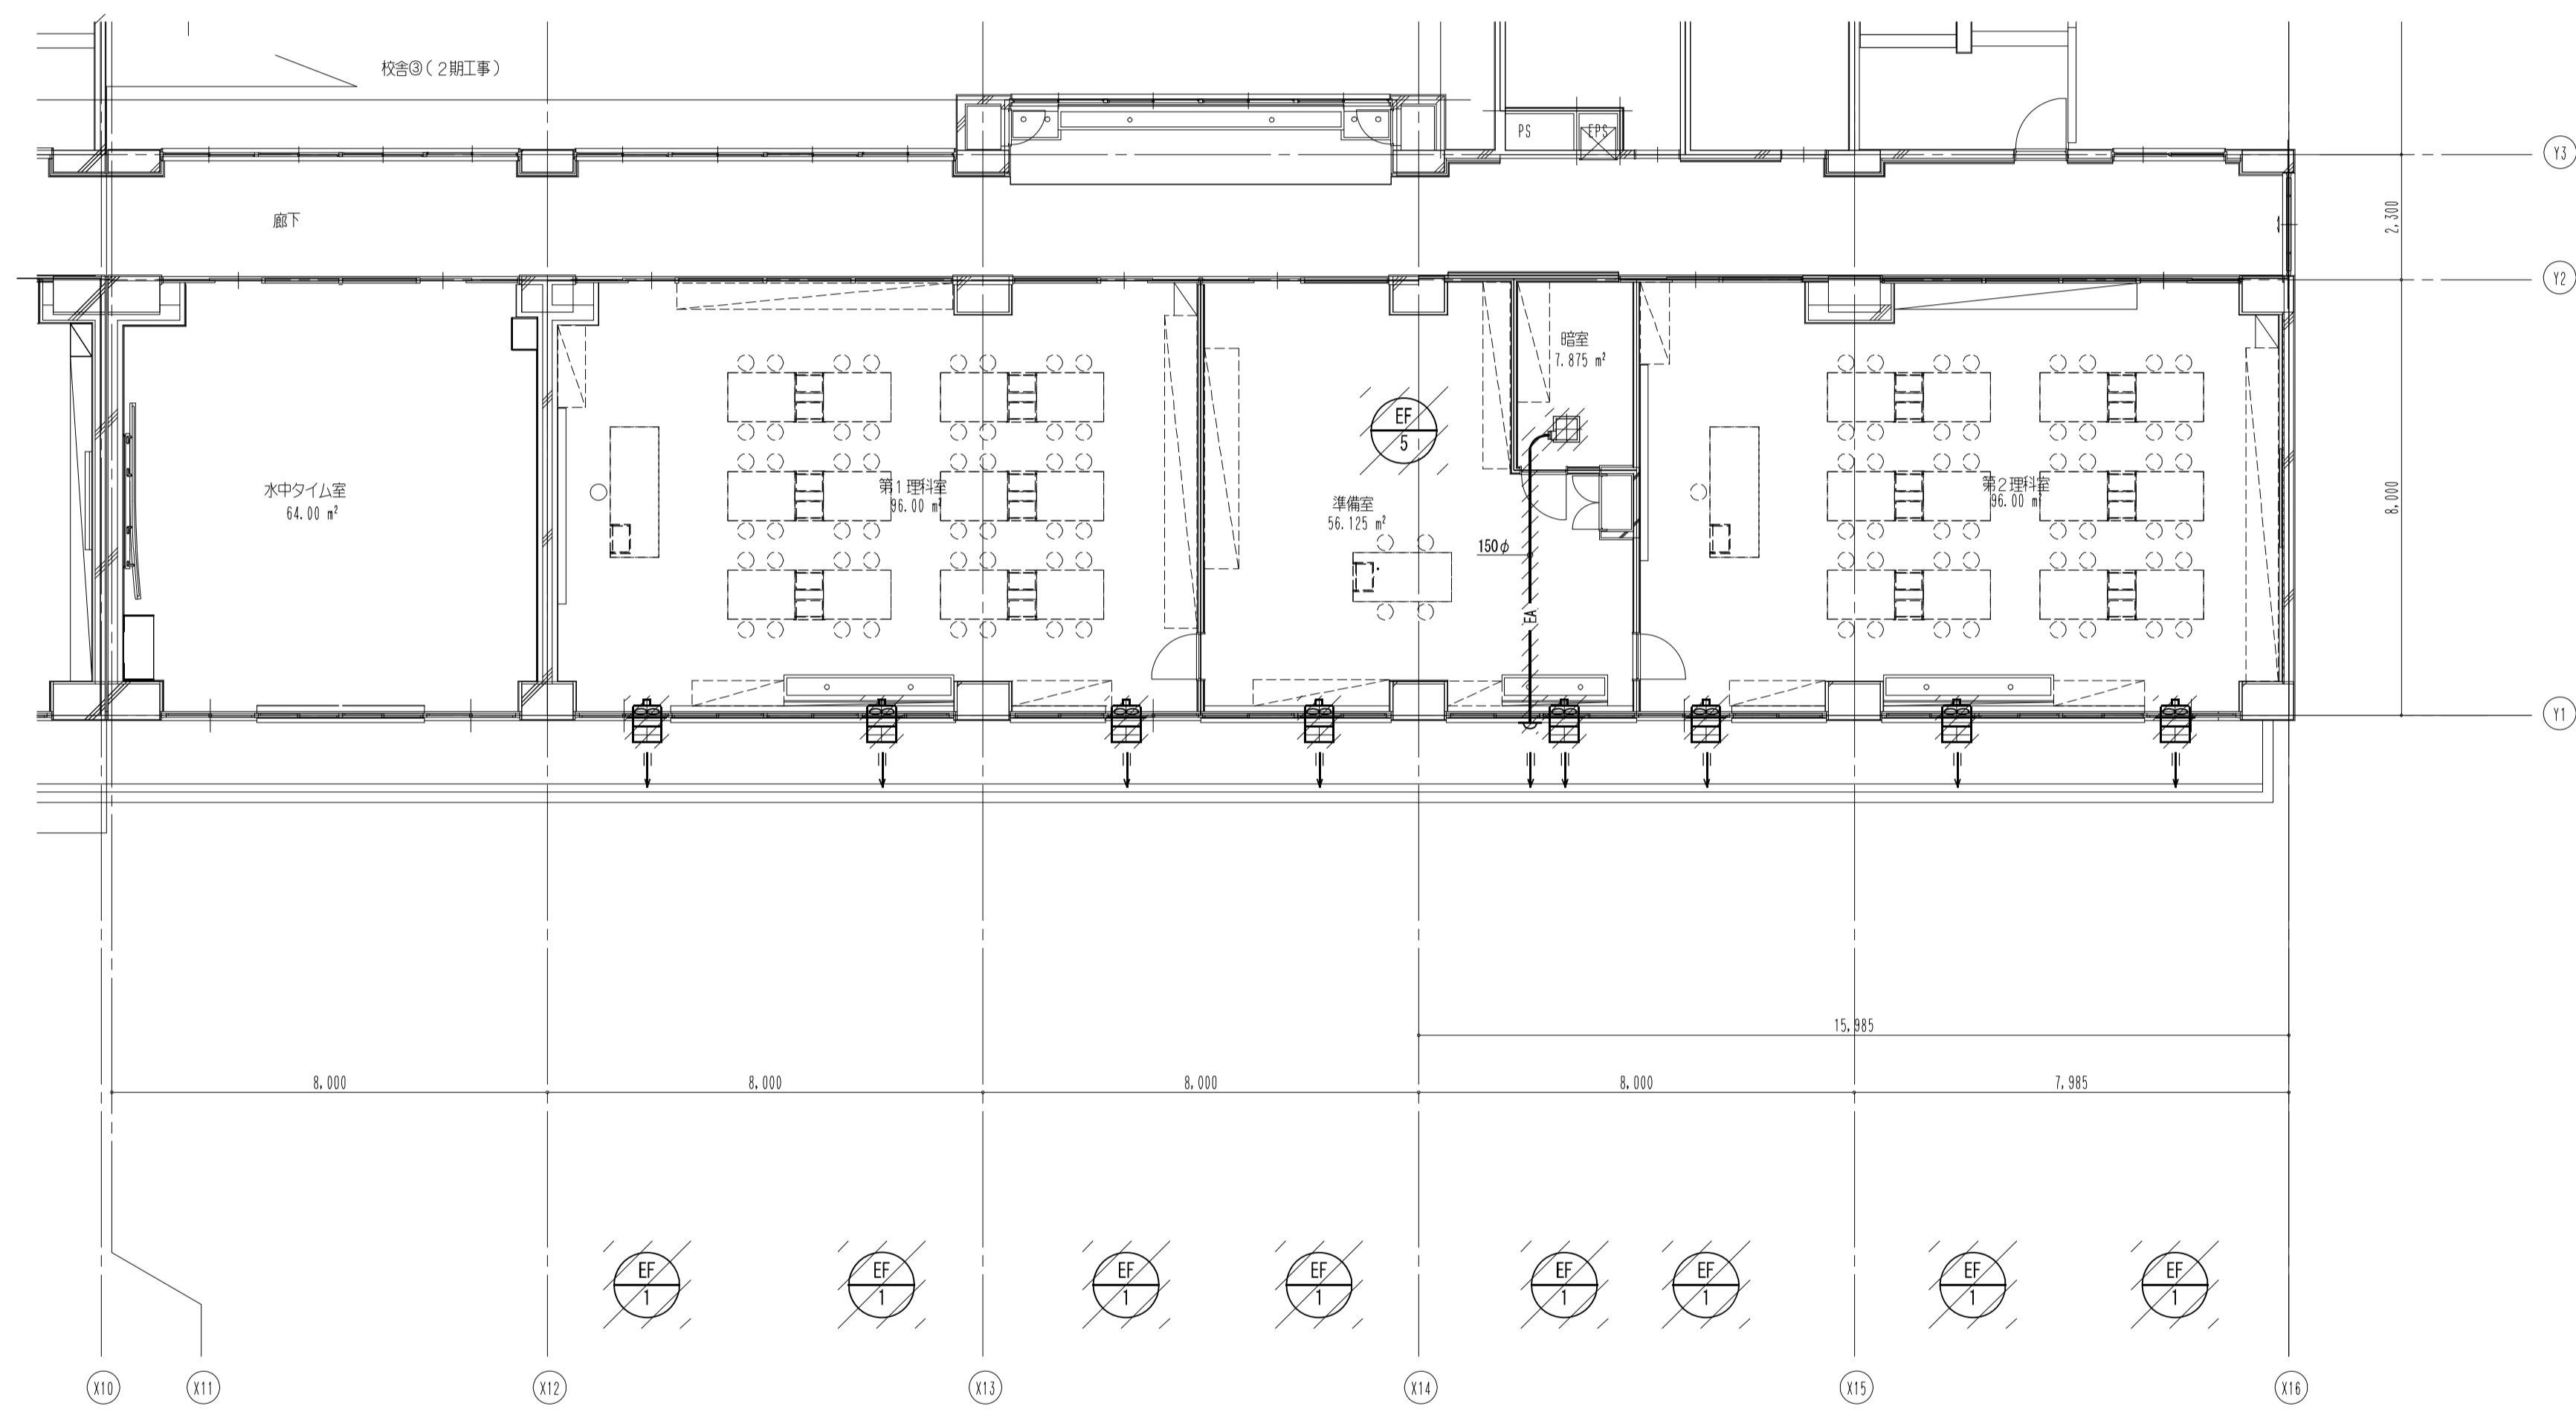 校舎③(2期工事)
PS
EPS
Y3
廊下
2,300
Y2
暗室
7.875 m²
EF
5
水中タイム室
64.00 m²
第1理科室
96.00 m²
準備室
56.125 m²
第2理科室
96.00 m²
8,000
150φ
EA
Y1
15,985
8,000
8,000
8,000
8,000
7,985
EF
1
EF
1
EF
1
EF
1
EF
1
EF
1
EF
1
EF
1
X10
X11
X12
X13
X14
X15
X16